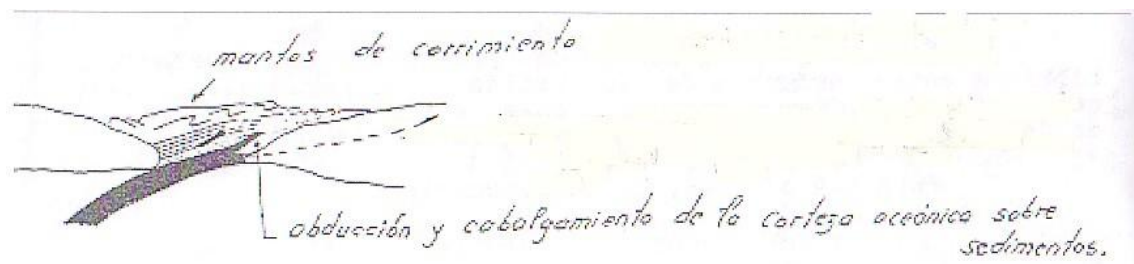 mantos de corrimiento
obducción y cabalgamiento de la corteza oceánica sobre
sedimentos.